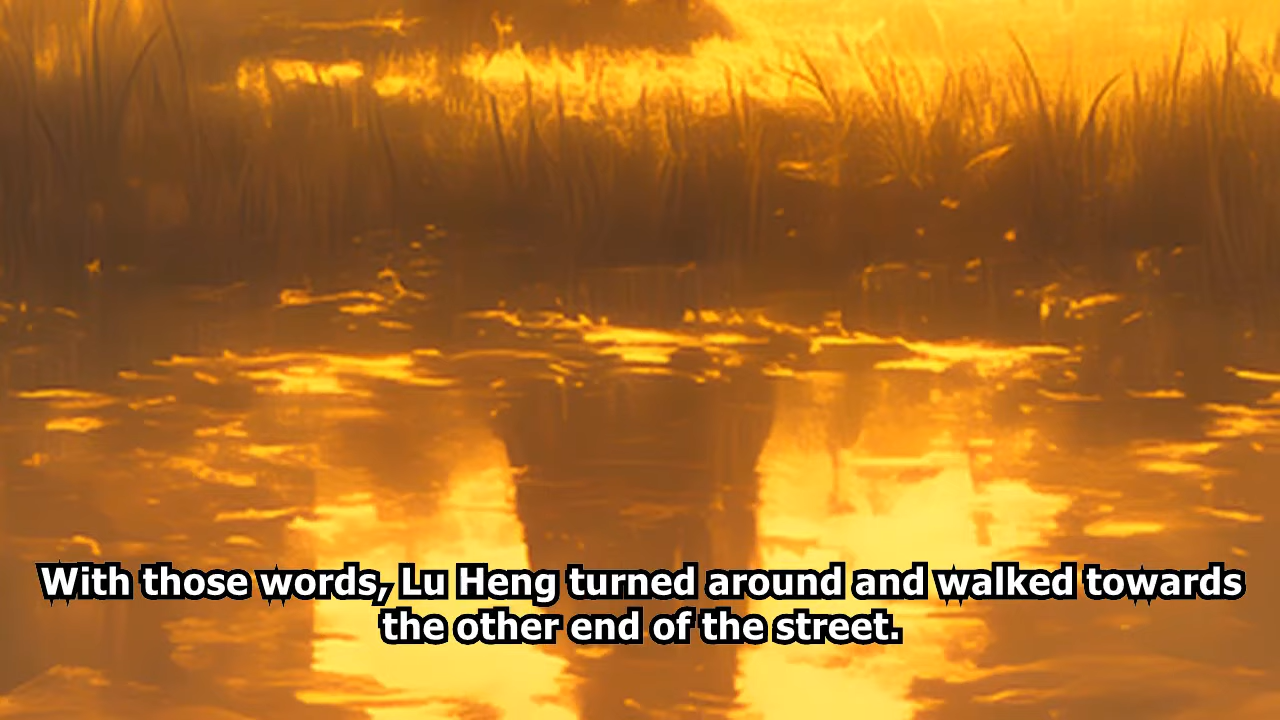 With those words, Lu Heng turned around and walked towards
the other end of the street.